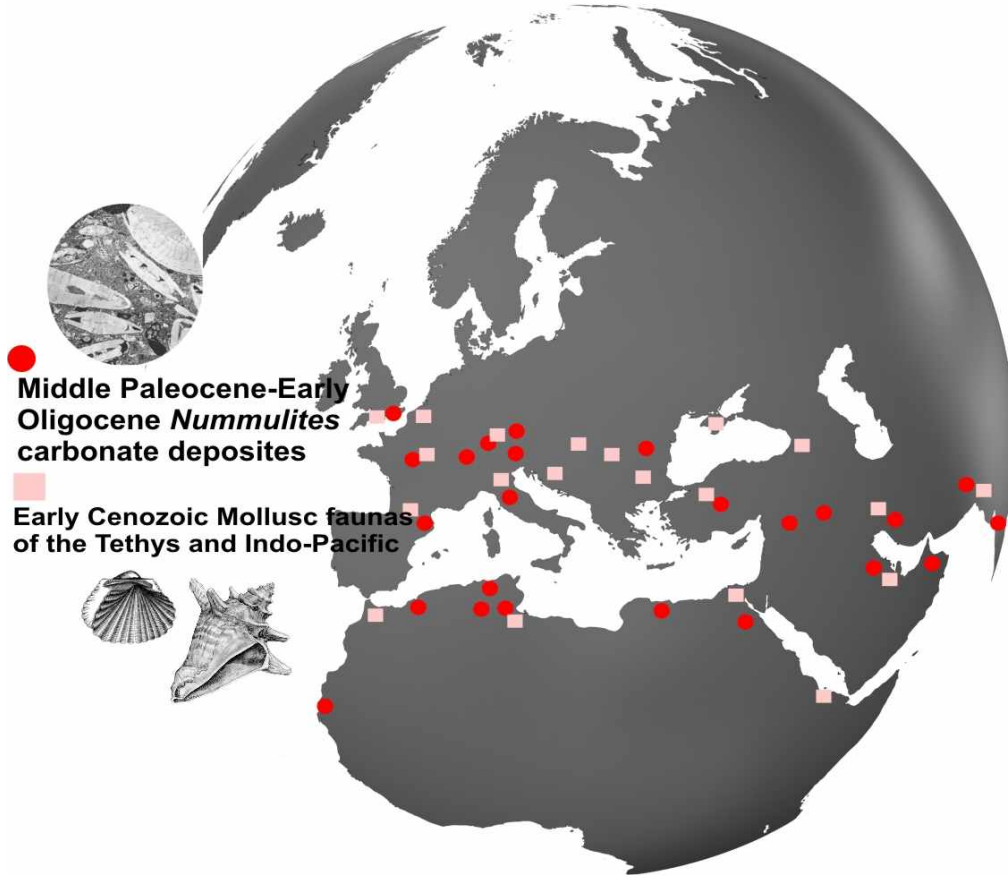 Middle Paleocene-Early
Oligocene Nummulites
carbonate deposites
Early Cenozoic Mollusc faunas
of the Tethys and Indo-Pacific